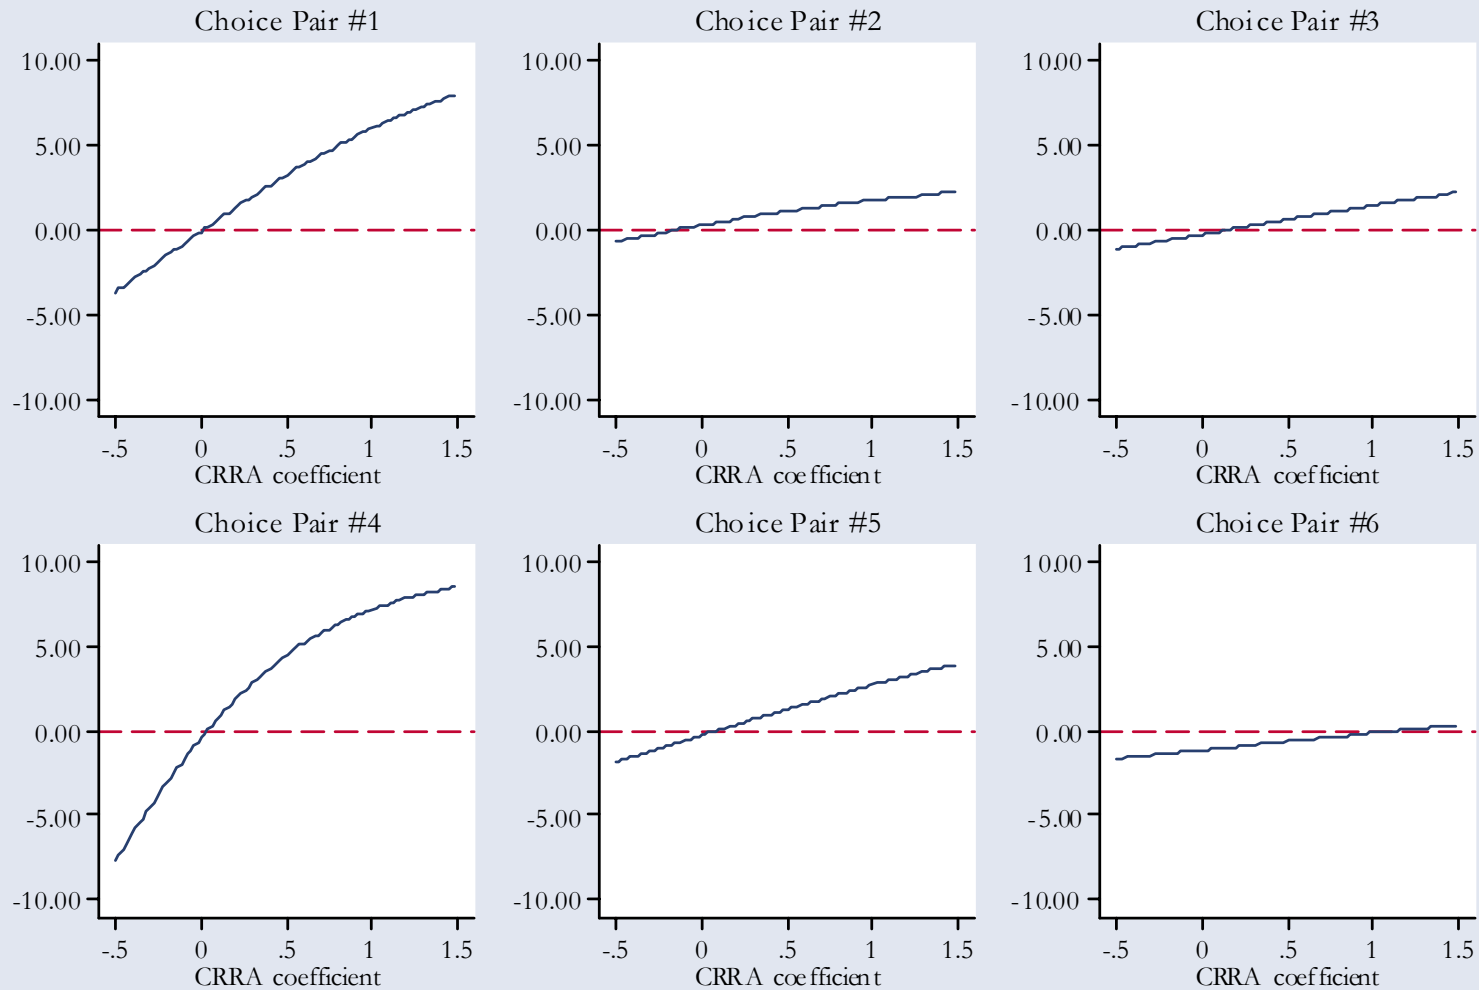 Choice Pair #1
10.00
5.00
0.00
-5.00
-10.00
-.5 0 .5 1 1.5
CRRA coefficient
Choice Pair #2
10.00
5.00
0.00
-5.00
-10.00
-.5 0 .5 1 1.5
CRRA coefficient
Choice Pair #3
10.00
5.00
0.00
-5.00
-10.00
-.5 0 .5 1 1.5
CRRA coefficient
Choice Pair #4
10.00
5.00
0.00
-5.00
-10.00
-.5 0 .5 1 1.5
CRRA coefficient
Choice Pair #5
10.00
5.00
0.00
-5.00
-10.00
-.5 0 .5 1 1.5
CRRA coefficient
Choice Pair #6
10.00
5.00
0.00
-5.00
-10.00
-.5 0 .5 1 1.5
CRRA coefficient